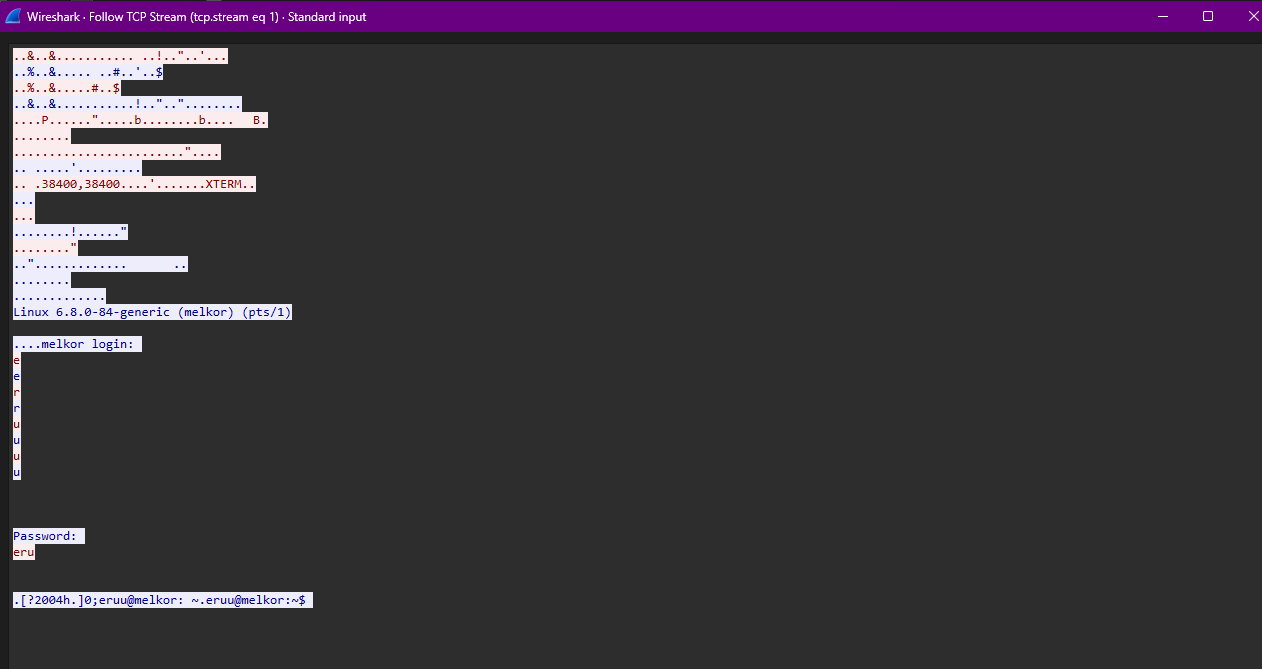 Wireshark · Follow TCP Stream (tcp.stream eq 1) · Standard input
..&..&........... ..!.."..'...
..%..&..... ..#..'..$
..%..&.....#..$
..&..&...........!..".."........
....P......".....b........b....   B.
........
........................"....
.. .....'.........
.. .38400,38400....'.......XTERM..
...
...
........!......"
........"
..".............       ..
........
.............
Linux 6.8.0-84-generic (melkor) (pts/1)
....melkor login:
e
e
r
r
u
u
u
u
Password:
eru
.[?2004h.]0;eruu@melkor: ~.eruu@melkor:~$